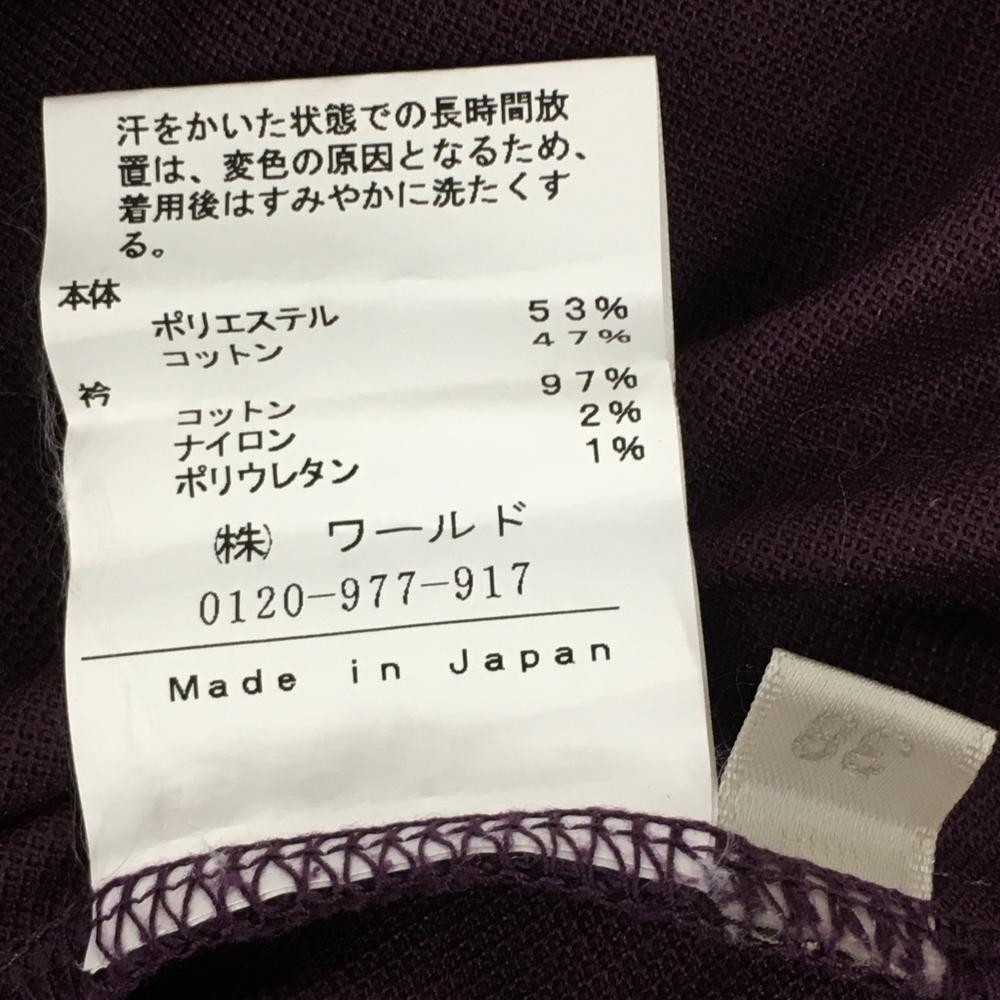 汗をかいた状態での長時間放
置は、変色の原因となるため、
着用後はすみやかに洗たくす
る。
本体
ポリエステル 53%
コットン 47%
衿
コットン 97%
ナイロン 2%
ポリウレタン 1%
㈱ ワールド
0120-977-917
Made in Japan
38